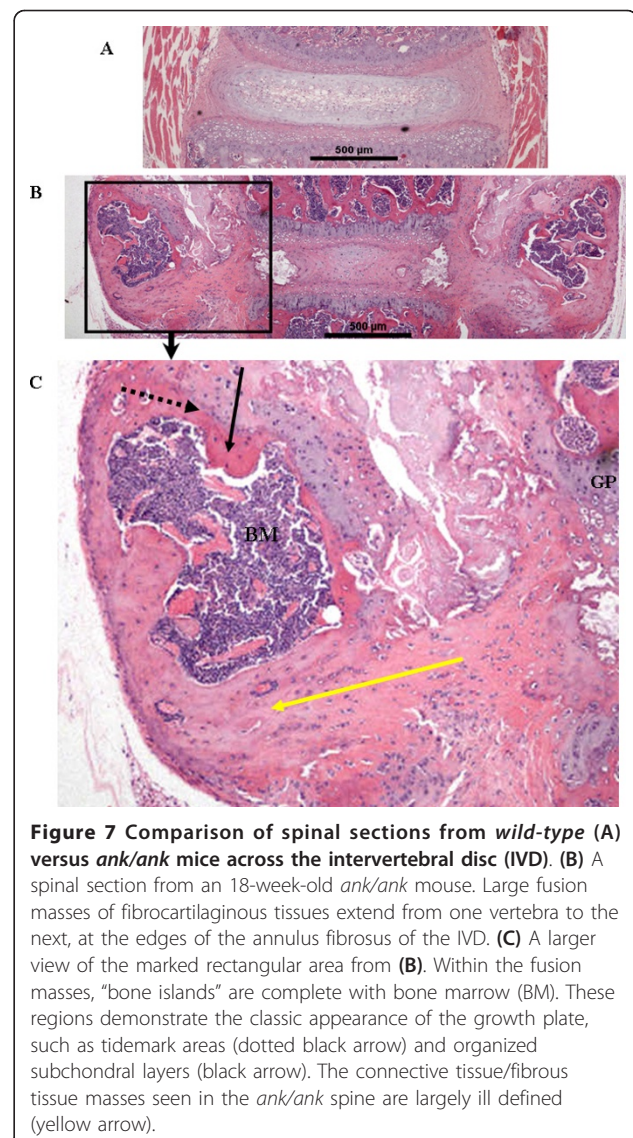 A
500 µm
B
500 µm
C
BM
GP
Figure 7 Comparison of spinal sections from wild-type (A)
versus ank/ank mice across the intervertebral disc (IVD). (B) A
spinal section from an 18-week-old ank/ank mouse. Large fusion
masses of fibrocartilaginous tissues extend from one vertebra to the
next, at the edges of the annulus fibrosus of the IVD. (C) A larger
view of the marked rectangular area from (B). Within the fusion
masses, “bone islands” are complete with bone marrow (BM). These
regions demonstrate the classic appearance of the growth plate,
such as tidemark areas (dotted black arrow) and organized
subchondral layers (black arrow). The connective tissue/fibrous
tissue masses seen in the ank/ank spine are largely ill defined
(yellow arrow).